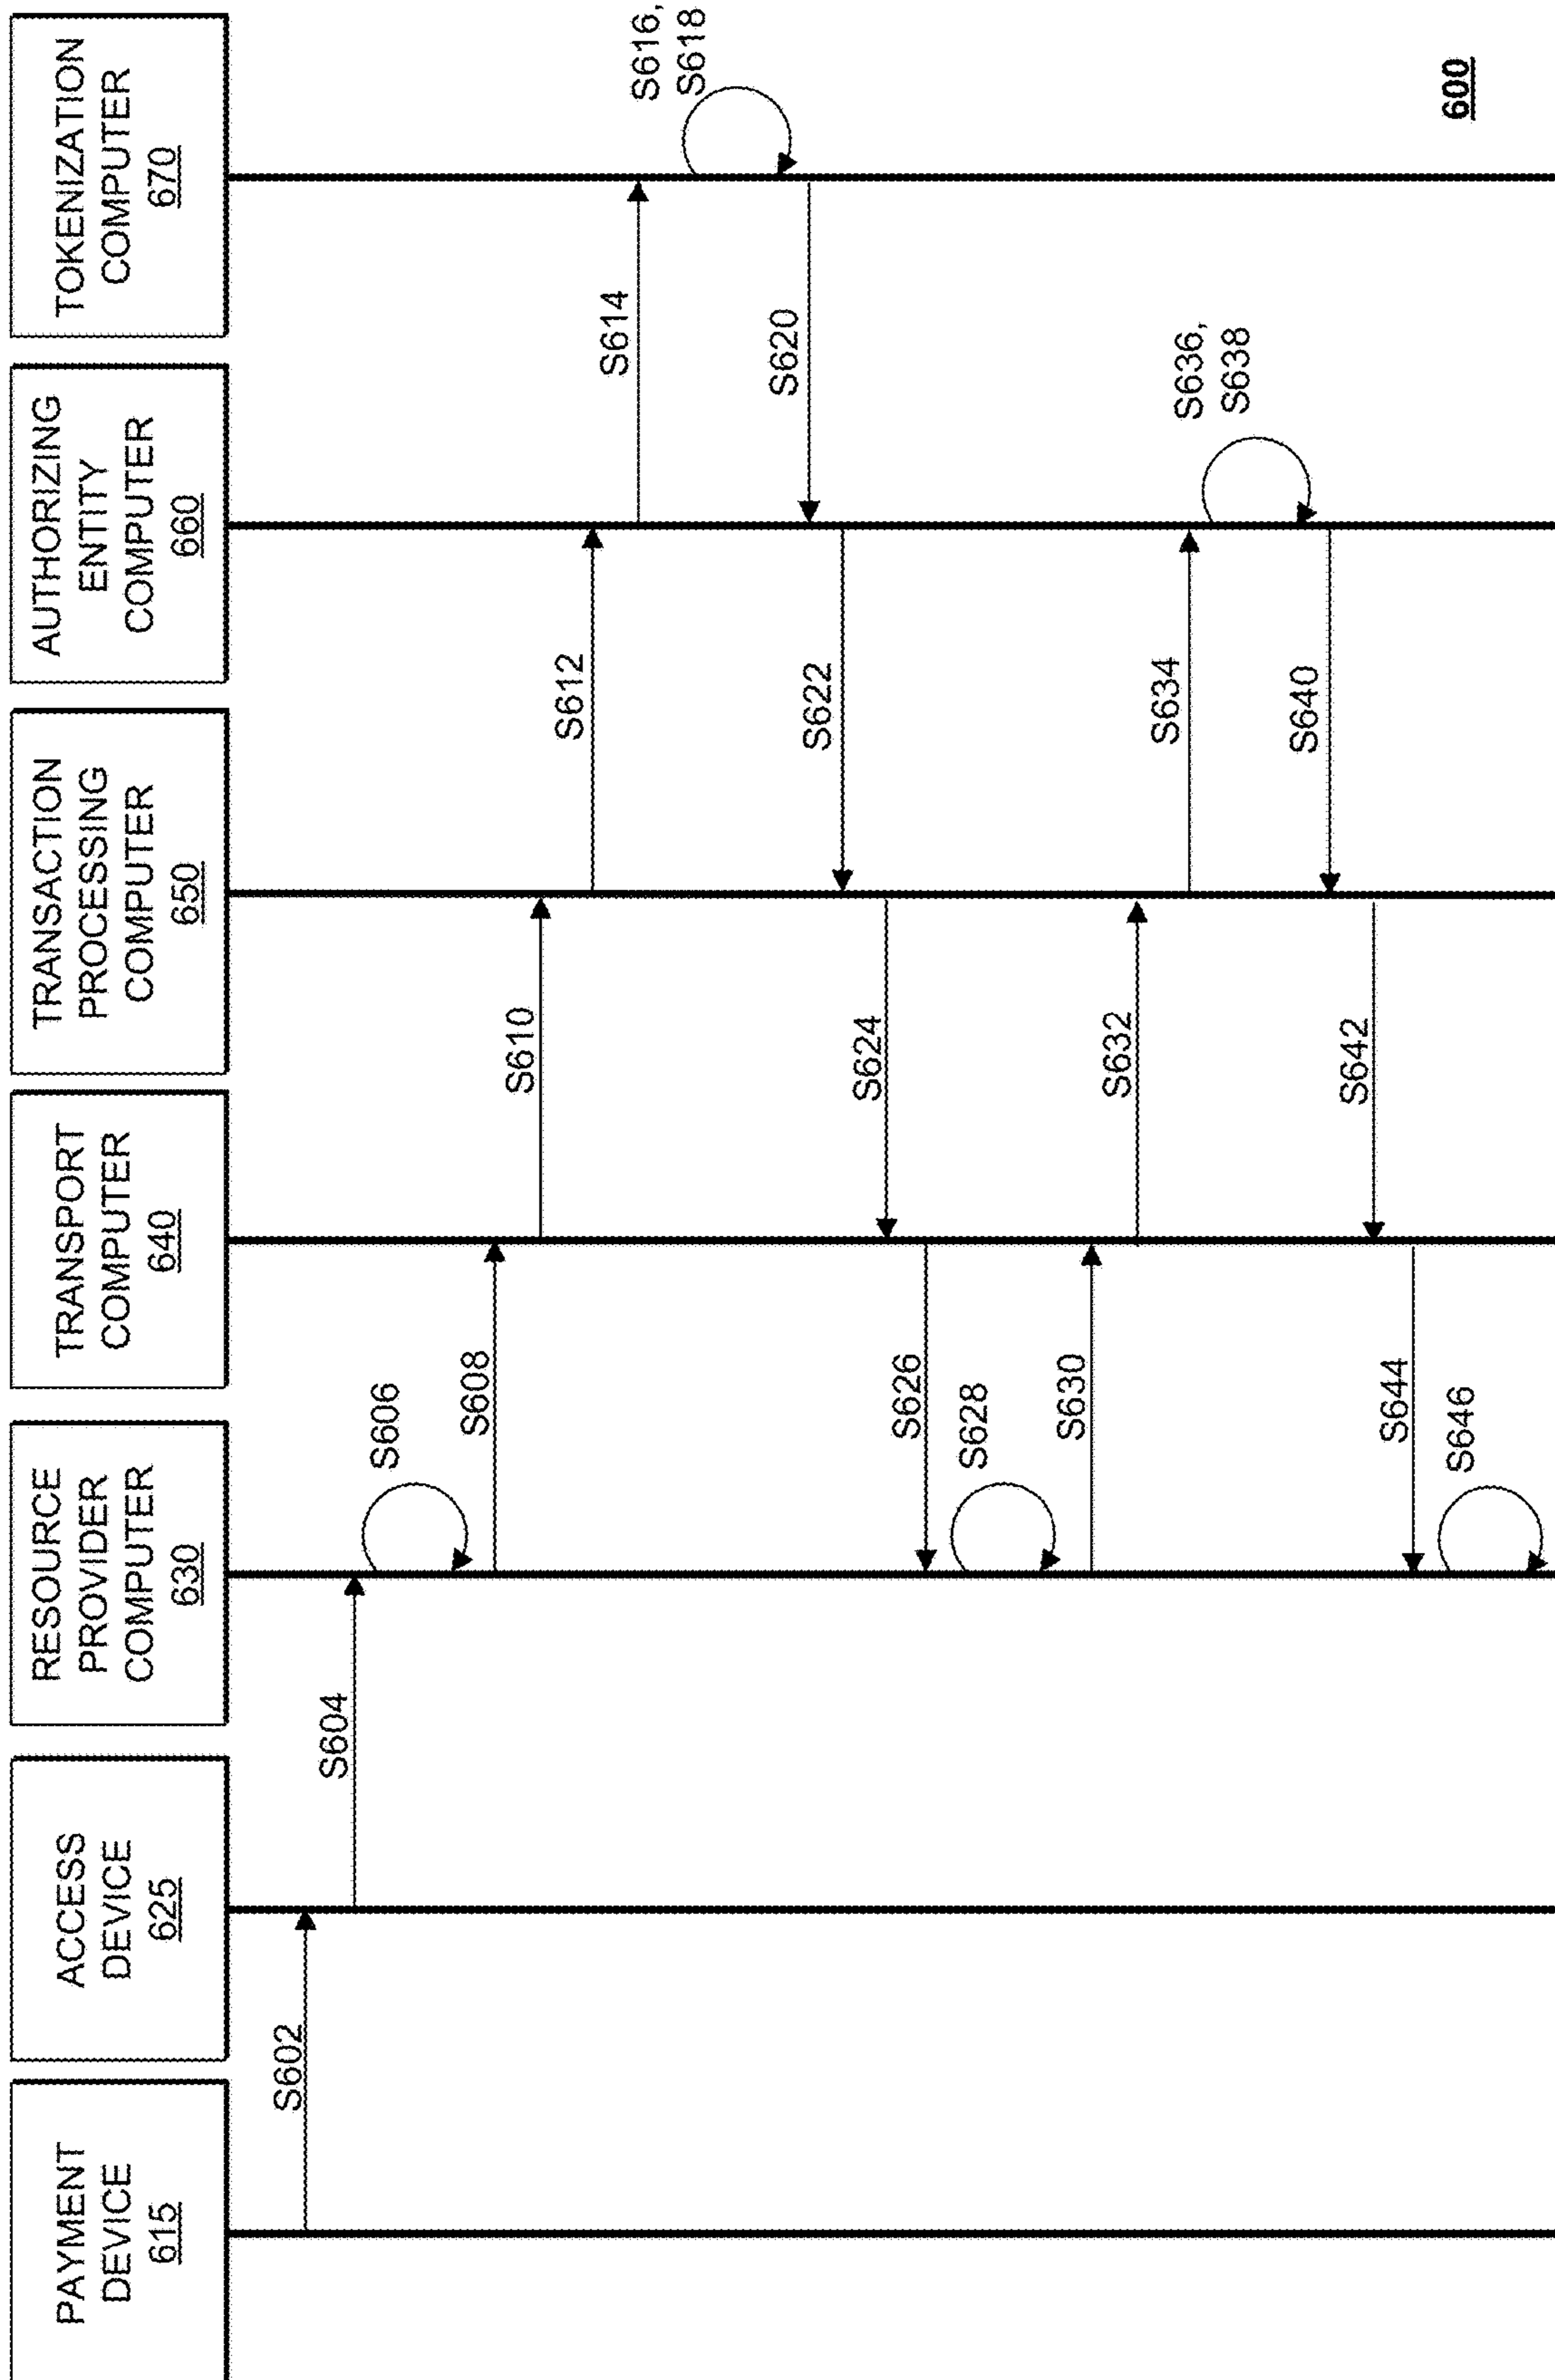 PAYMENT
DEVICE
615
ACCESS
DEVICE
625
RESOURCE
PROVIDER
COMPUTER
630
TRANSPORT
COMPUTER
640
TRANSACTION
PROCESSING
COMPUTER
650
AUTHORIZING
ENTITY
COMPUTER
660
TOKENIZATION
COMPUTER
670
S602
S604
S606
S608
S610
S612
S614
S616,
S618
S620
S622
S624
S626
S628
S630
S632
S634
S636,
S638
S640
S642
S644
S646
600